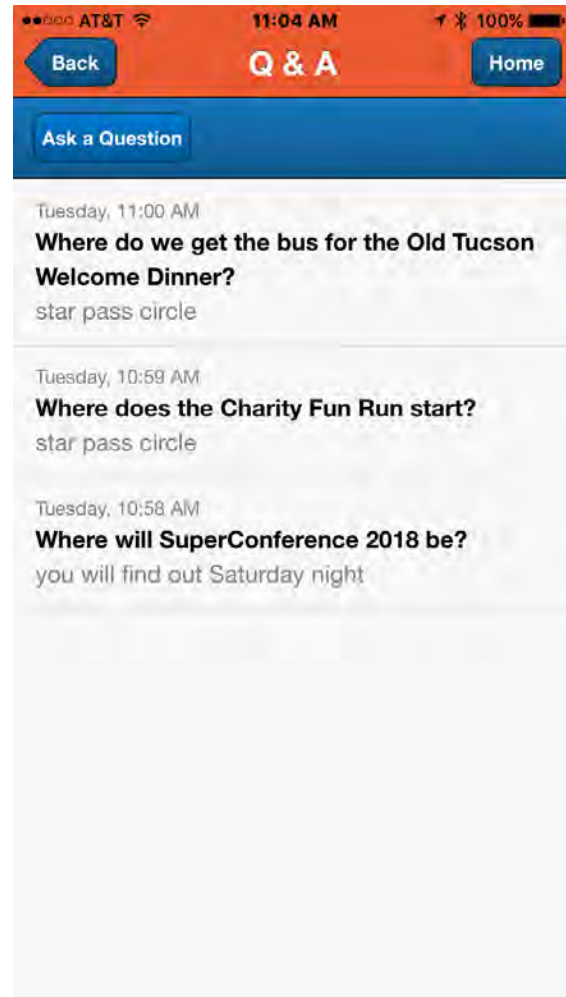 AT&T 11:04 AM 100%
Back Q & A Home
Ask a Question
Tuesday, 11:00 AM
Where do we get the bus for the Old Tucson
Welcome Dinner?
star pass circle
Tuesday, 10:59 AM
Where does the Charity Fun Run start?
star pass circle
Tuesday, 10:58 AM
Where will SuperConference 2018 be?
you will find out Saturday night